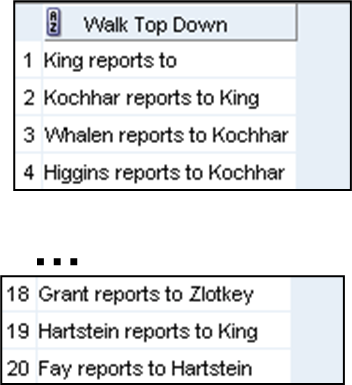 AZ Walk Top Down
1 King reports to
2 Kochhar reports to King
3 Whalen reports to Kochhar
4 Higgins reports to Kochhar
...
18 Grant reports to Zlotkey
19 Hartstein reports to King
20 Fay reports to Hartstein